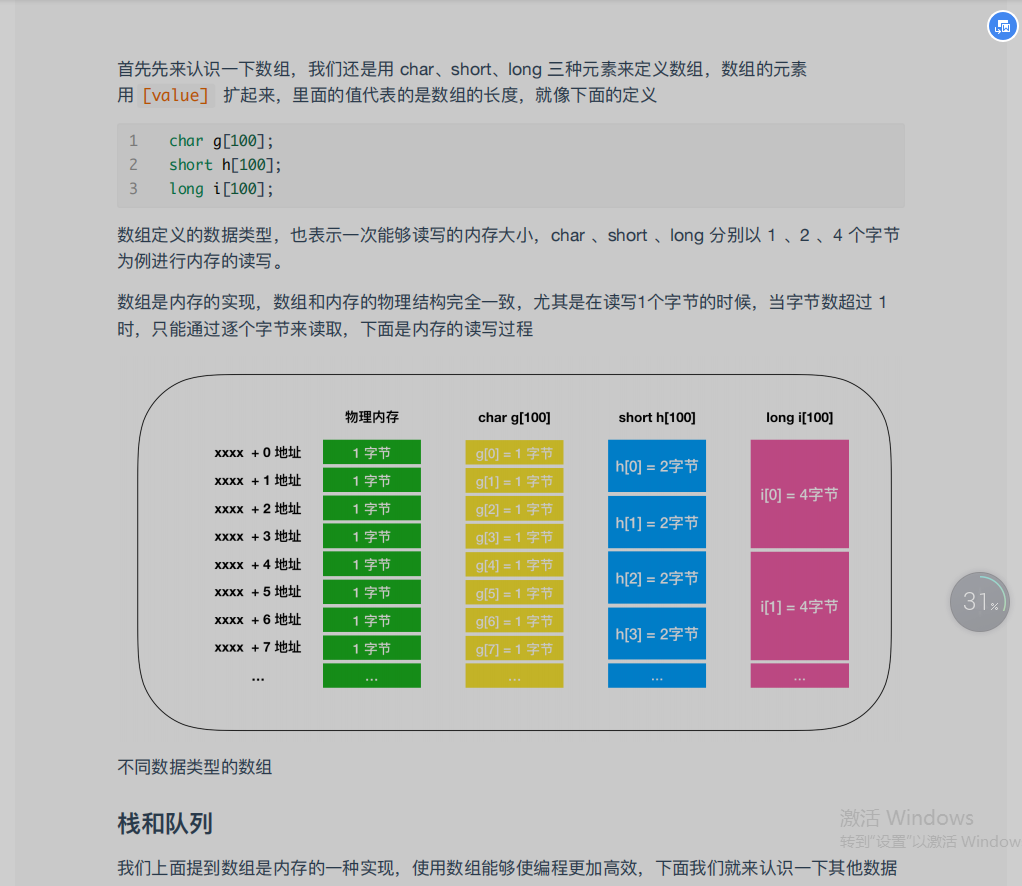 首先先来认识一下数组，我们还是用 char、short、long 三种元素来定义数组，数组的元素
用 [value] 扩起来，里面的值代表的是数组的长度，就像下面的定义
1 char g[100];
2 short h[100];
3 long i[100];
数组定义的数据类型，也表示一次能够读写的内存大小，char 、short 、long 分别以 1 、2 、4 个字节
为例进行内存的读写。
数组是内存的实现，数组和内存的物理结构完全一致，尤其是在读写1个字节的时候，当字节数超过 1
时，只能通过逐个字节来读取，下面是内存的读写过程
物理内存 char g[100] short h[100] long i[100]
xxxx + 0 地址 1 字节 g[0] = 1 字节
h[0] = 2字节
xxxx + 1 地址 1 字节 g[1] = 1 字节
i[0] = 4字节
xxxx + 2 地址 1 字节 g[2] = 1 字节
h[1] = 2字节
xxxx + 3 地址 1 字节 g[3] = 1 字节
xxxx + 4 地址 1 字节 g[4] = 1 字节
h[2] = 2字节
xxxx + 5 地址 1 字节 g[5] = 1 字节
i[1] = 4字节
xxxx + 6 地址 1 字节 g[6] = 1 字节
h[3] = 2字节
xxxx + 7 地址 1 字节 g[7] = 1 字节
... ... ... ... ...
31%
不同数据类型的数组
栈和队列
我们上面提到数组是内存的一种实现，使用数组能够使编程更加高效，下面我们就来认识一下其他数据
激活 Windows
转到"设置"以激活 Window